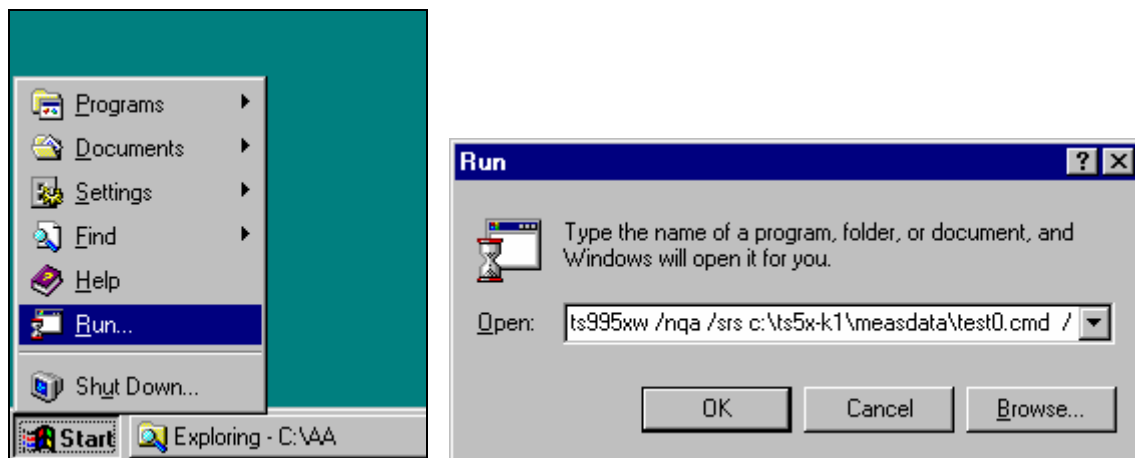 Programs
Documents
Settings
Find
Help
Run...
Shut Down...
Start
Exploring - C:\AA
Run
Type the name of a program, folder, or document, and
Windows will open it for you.
Open:
ts995xw /nqa /srs c:\ts5x-k1\measdata\test0.cmd /
OK
Cancel
Browse...